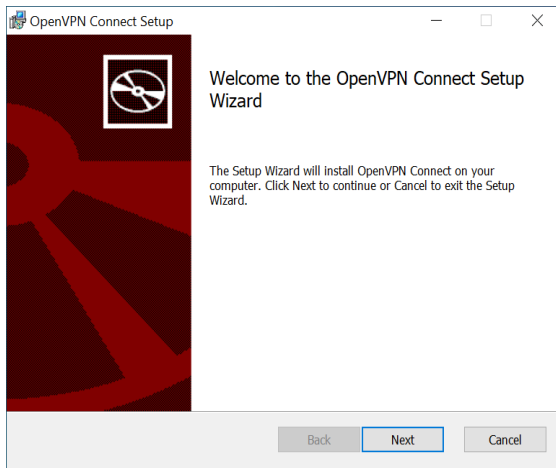 OpenVPN Connect Setup
Welcome to the OpenVPN Connect Setup
Wizard
The Setup Wizard will install OpenVPN Connect on your
computer. Click Next to continue or Cancel to exit the Setup
Wizard.
Back Next Cancel